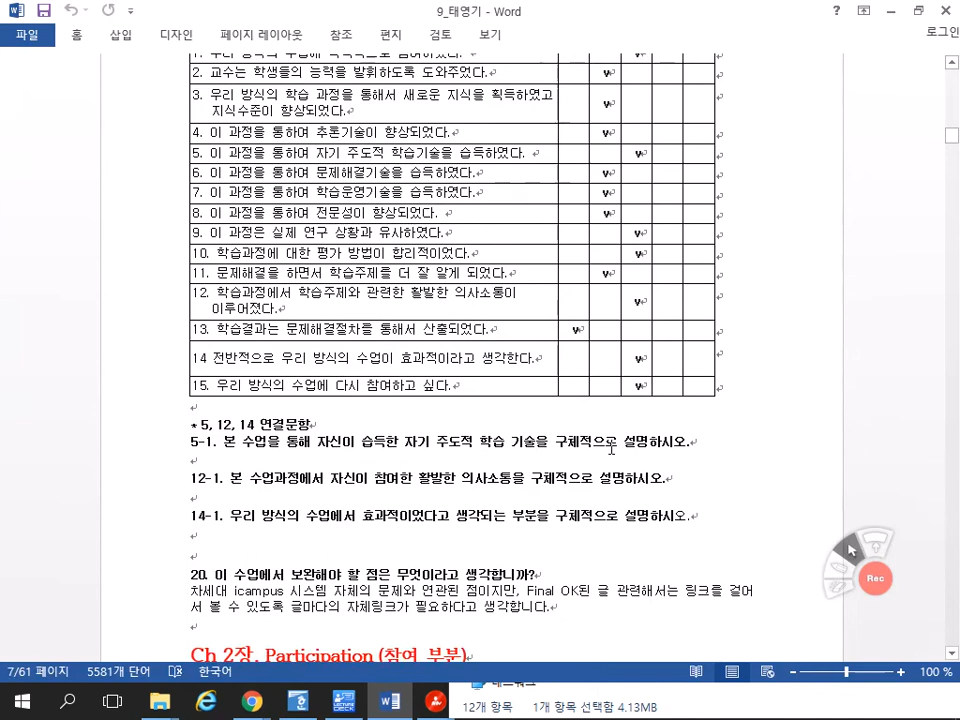 9_태영기 - Word
파일 홈 삽입 디자인 페이지 레이아웃 참조 편지 검토 보기 로그인
2. 교수는 학생들의 능력을 발휘하도록 도와주었다. v
3. 우리 방식의 학습 과정을 통해서 새로운 지식을 획득하였고
지식수준이 향상되었다. v
4. 이 과정을 통하여 추론기술이 향상되었다. v
5. 이 과정을 통하여 자기 주도적 학습기술을 습득하였다. v
6. 이 과정을 통하여 문제해결기술을 습득하였다. v
7. 이 과정을 통하여 학습운영기술을 습득하였다. v
8. 이 과정을 통하여 전문성이 향상되었다. v
9. 이 과정은 실제 연구 상황과 유사하였다. v
10. 학습과정에 대한 평가 방법이 합리적이었다. v
11. 문제해결을 하면서 학습주제을 더 잘 알게 되었다. v
12. 학습과정에서 학습주제와 관련한 활발한 의사소통이
이루어졌다. v
13. 학습결과는 문제해결절차를 통해서 산출되었다. v
14 전반적으로 우리 방식의 수업이 효과적이라고 생각한다. v
15. 우리 방식의 수업에 다시 참여하고 싶다. v
* 5, 12, 14 연결문항
5-1. 본 수업을 통해 자신이 습득한 자기 주도적 학습 기술을 구체적으로 설명하시오.
12-1. 본 수업과정에서 자신이 참여한 활발한 의사소통을 구체적으로 설명하시오.
14-1. 우리 방식의 수업에서 효과적이었다고 생각되는 부분을 구체적으로 설명하시오.
20. 이 수업에서 보완해야 할 점은 무엇이라고 생각합니까?
차세대 icampus 시스템 자체의 문제와 연관된 점이지만, Final OK된 글 관련해서는 링크를 걸어
서 볼 수 있도록 글마다의 자체링크가 필요하다고 생각합니다.
Ch 2장. Participation (참여 부분)
Rec
7/61 페이지 5581개 단어 한국어 100 %
12개 항목 1개 항목 선택함 4.13MB